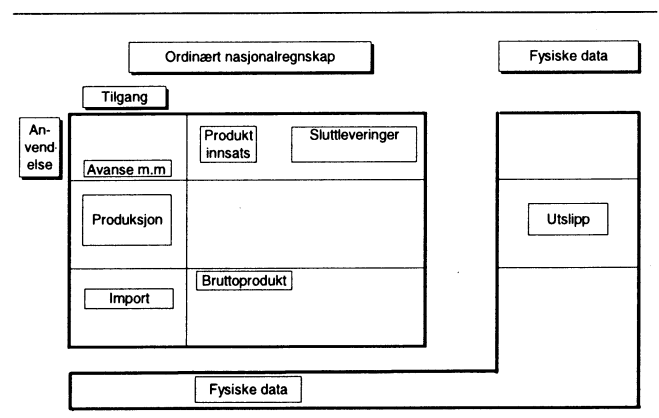 Ordinært nasjonalregnskap
Fysiske data
Tilgang
An-
vend-
else
Produkt
innsats
Sluttleveringer
Avanse m.m
Produksjon
Utslipp
Bruttoprodukt
Import
Fysiske data